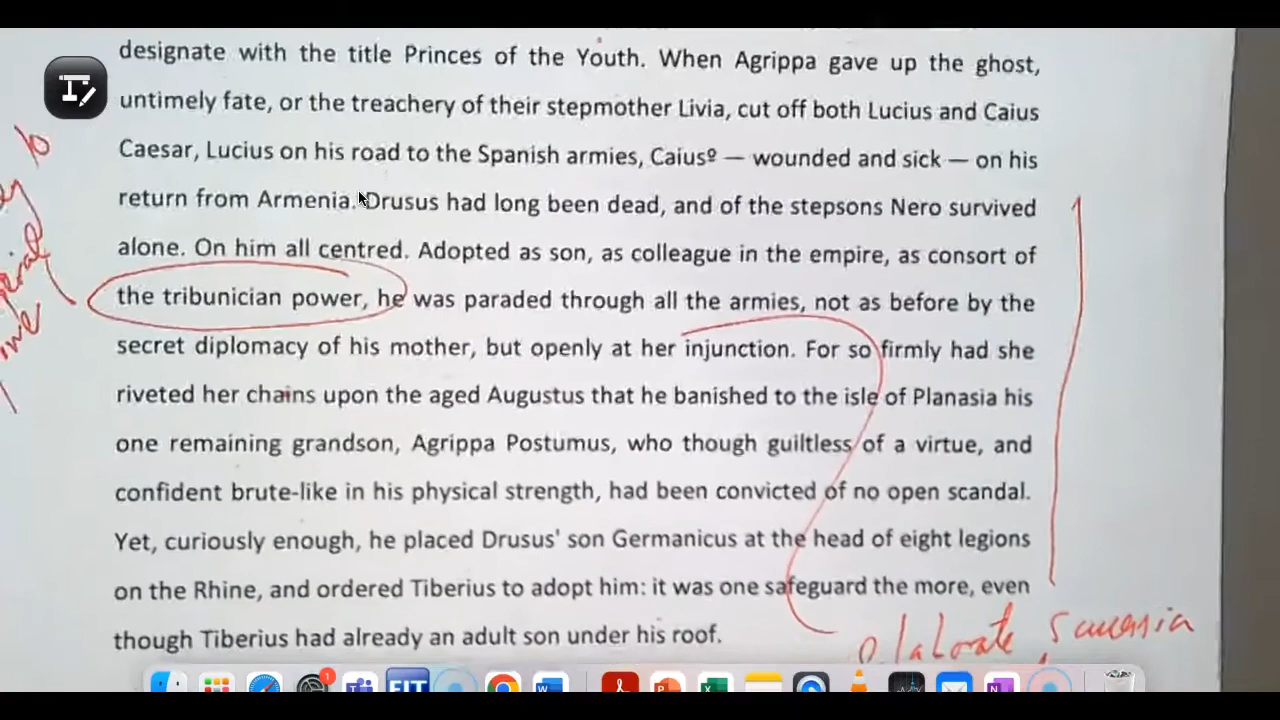 designate with the title Princes of the Youth. When Agrippa gave up the ghost,
untimely fate, or the treachery of their stepmother Livia, cut off both Lucius and Caius
Caesar, Lucius on his road to the Spanish armies, Caiusº — wounded and sick — on his
return from Armenia. Drusus had long been dead, and of the stepsons Nero survived
alone. On him all centred. Adopted as son, as colleague in the empire, as consort of
the tribunician power, he was paraded through all the armies, not as before by the
secret diplomacy of his mother, but openly at her injunction. For so firmly had she
riveted her chains upon the aged Augustus that he banished to the isle of Planasia his
one remaining grandson, Agrippa Postumus, who though guiltless of a virtue, and
confident brute-like in his physical strength, had been convicted of no open scandal.
Yet, curiously enough, he placed Drusus' son Germanicus at the head of eight legions
on the Rhine, and ordered Tiberius to adopt him: it was one safeguard the more, even
though Tiberius had already an adult son under his roof.
elaborate
FIT